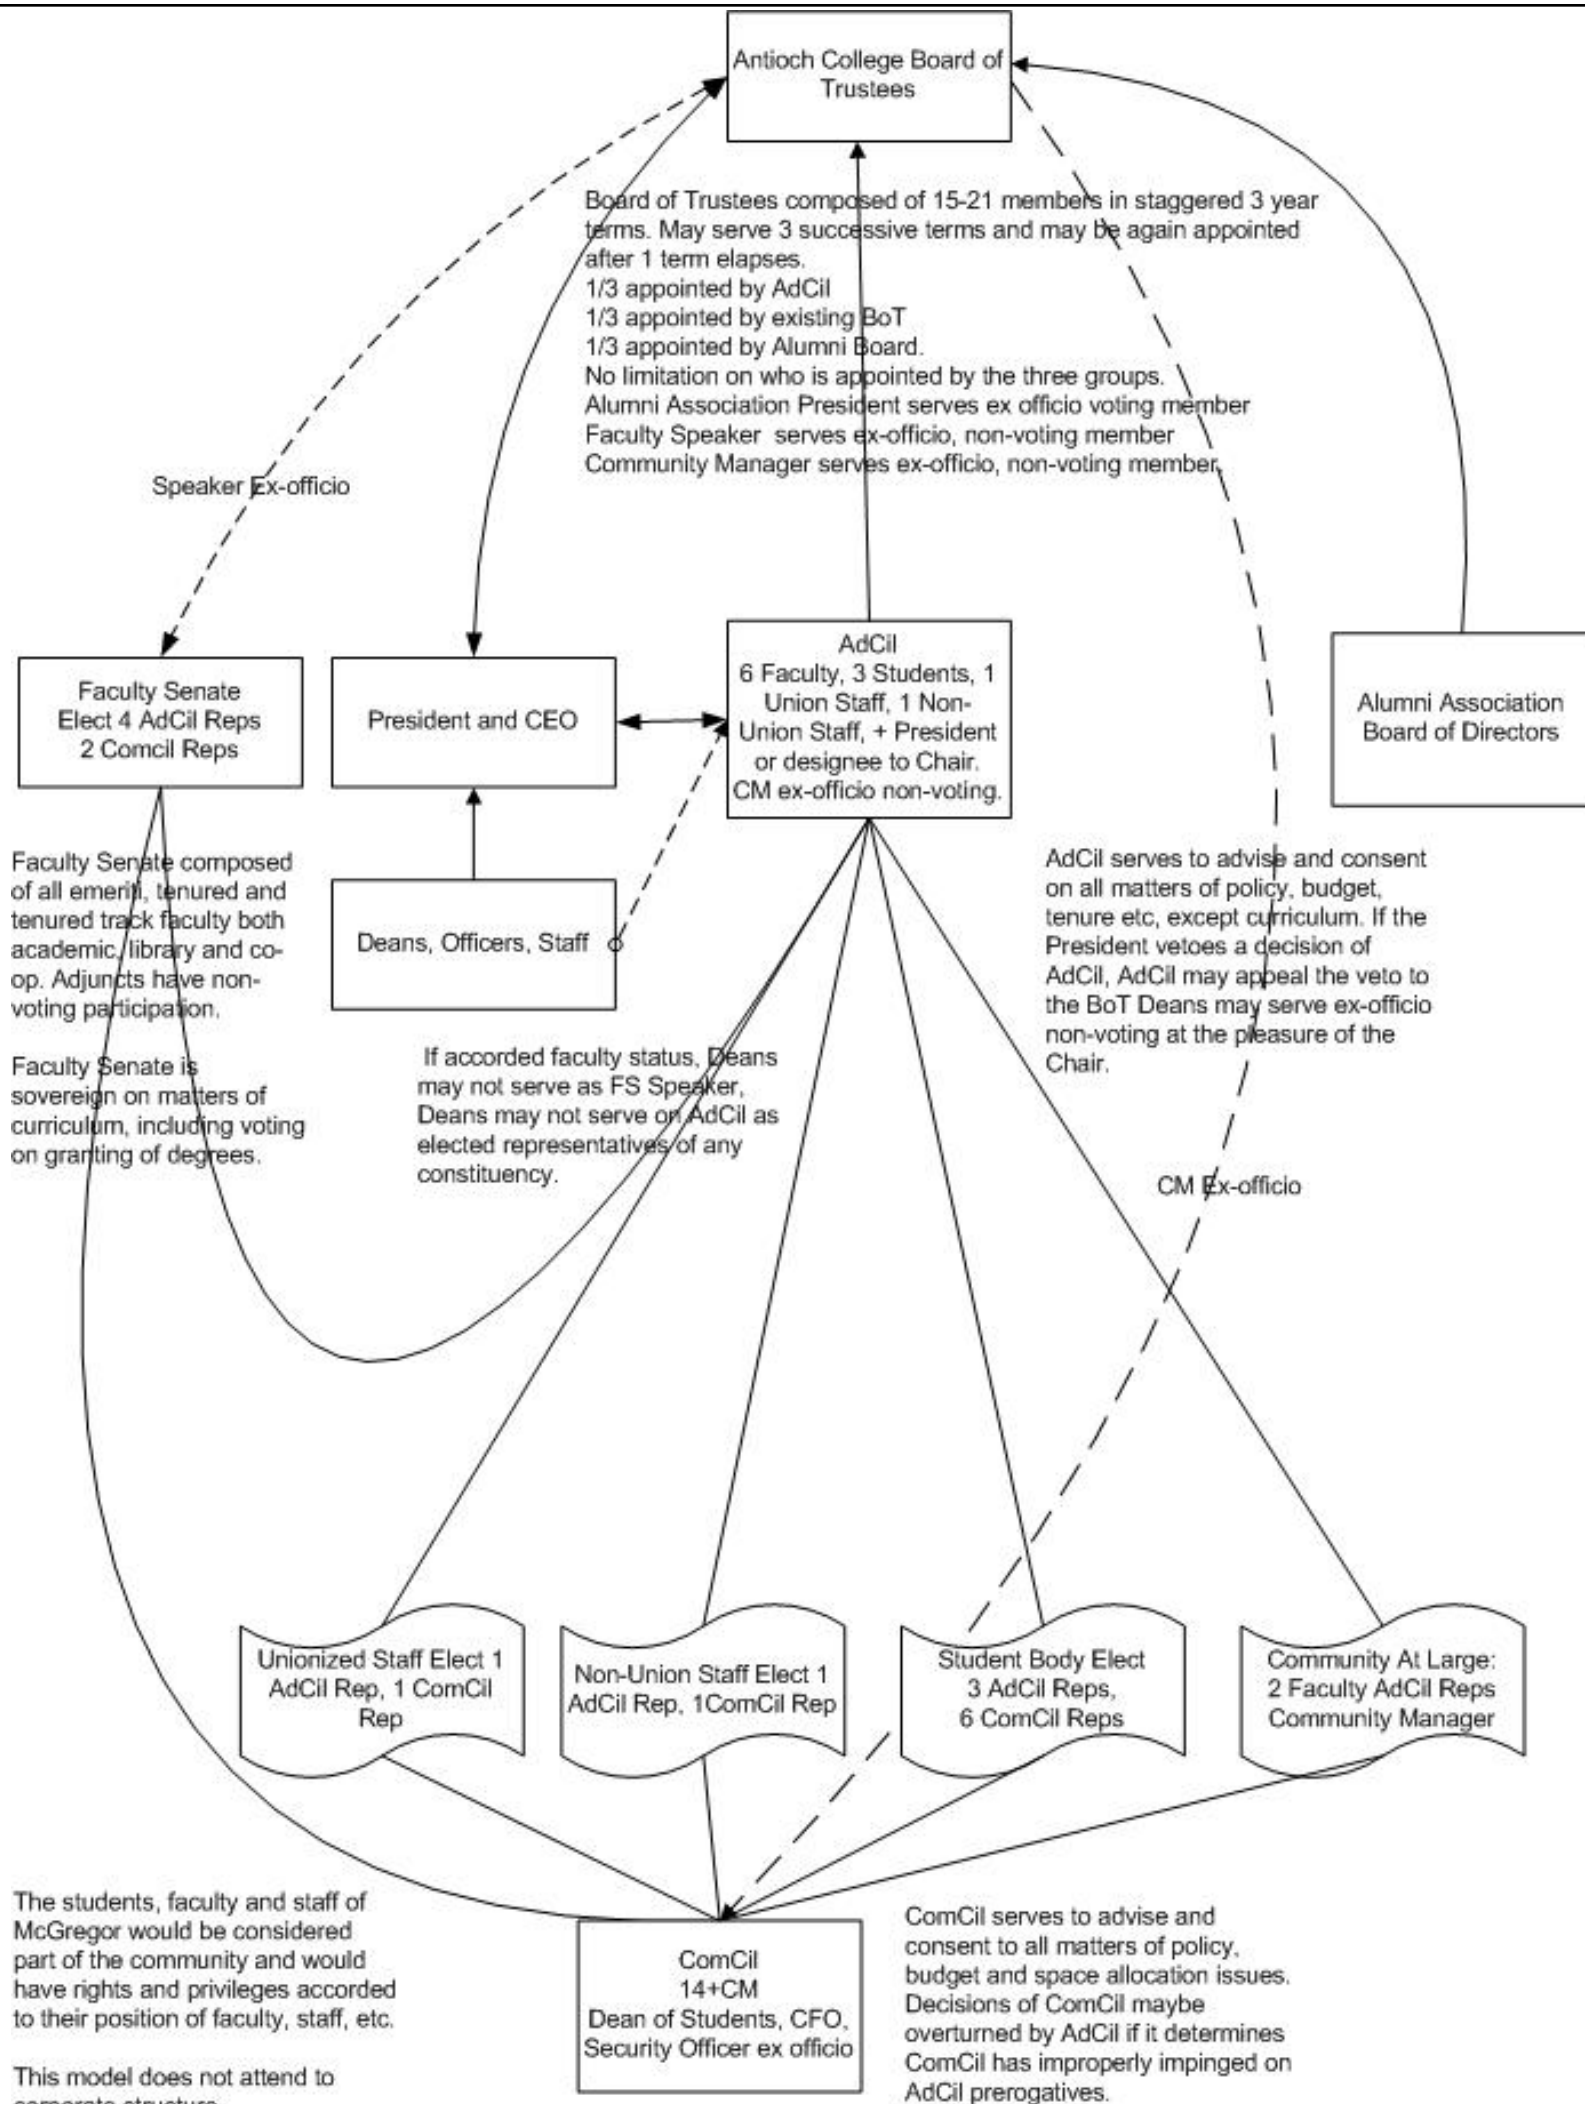 Antioch College Board of
Trustees
Board of Trustees composed of 15-21 members in staggered 3 year
terms. May serve 3 successive terms and may be again appointed
after 1 term elapses.
1/3 appointed by AdCil
1/3 appointed by existing BoT
1/3 appointed by Alumni Board.
No limitation on who is appointed by the three groups.
Alumni Association President serves ex officio voting member
Faculty Speaker serves ex-officio, non-voting member
Community Manager serves ex-officio, non-voting member.
Speaker Ex-officio
Faculty Senate
Elect 4 AdCil Reps
2 Comcil Reps
President and CEO
AdCil
6 Faculty, 3 Students, 1
Union Staff, 1 Non-
Union Staff, + President
or designee to Chair.
CM ex-officio non-voting.
Alumni Association
Board of Directors
Faculty Senate composed
of all emeriti, tenured and
tenured track faculty both
academic, library and co-
op. Adjuncts have non-
voting participation.
Faculty Senate is
sovereign on matters of
curriculum, including voting
on granting of degrees.
Deans, Officers, Staff
If accorded faculty status, Deans
may not serve as FS Speaker,
Deans may not serve on AdCil as
elected representatives of any
constituency.
AdCil serves to advise and consent
on all matters of policy, budget,
tenure etc, except curriculum. If the
President vetoes a decision of
AdCil, AdCil may appeal the veto to
the BoT Deans may serve ex-officio
non-voting at the pleasure of the
Chair.
CM Ex-officio
Unionized Staff Elect 1
AdCil Rep, 1 ComCil
Rep
Non-Union Staff Elect 1
AdCil Rep, 1ComCil Rep
Student Body Elect
3 AdCil Reps,
6 ComCil Reps
Community At Large:
2 Faculty AdCil Reps
Community Manager
The students, faculty and staff of
McGregor would be considered
part of the community and would
have rights and privileges accorded
to their position of faculty, staff, etc.
This model does not attend to
corporate structure
ComCil
14+CM
Dean of Students, CFO,
Security Officer ex officio
ComCil serves to advise and
consent to all matters of policy,
budget and space allocation issues.
Decisions of ComCil maybe
overturned by AdCil if it determines
ComCil has improperly impinged on
AdCil prerogatives.